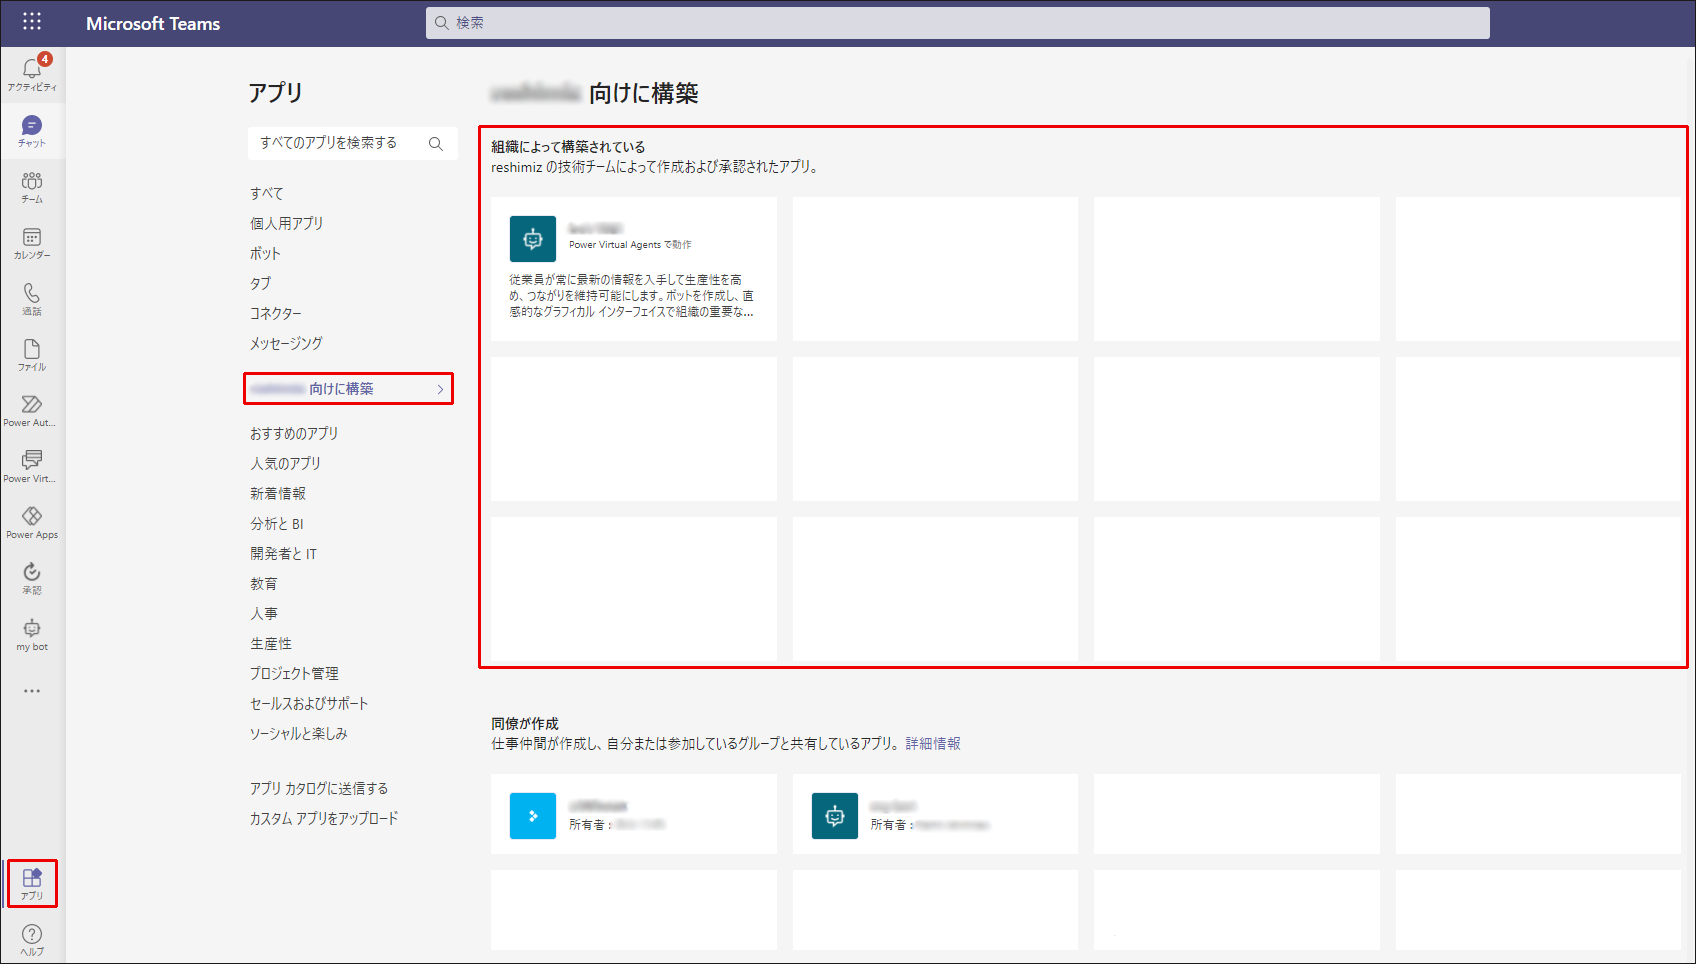 Microsoft Teams
検索
4
アクティビティ
チャット
チーム
カレンダー
通話
ファイル
Power Aut...
Power Virt...
Power Apps
承認
my bot
アプリ
ヘルプ
アプリ
すべてのアプリを検索する
すべて
個人用アプリ
ボット
タブ
コネクター
メッセージング
向けに構築
おすすめのアプリ
人気のアプリ
新着情報
分析と BI
開発者と IT
教育
人事
生産性
プロジェクト管理
セールスおよびサポート
ソーシャルと楽しみ
アプリ カタログに送信する
カスタム アプリをアップロード
向けに構築
組織によって構築されている
reshimiz の技術チームによって作成および承認されたアプリ。
Power Virtual Agents で動作
従業員が常に最新の情報を入手して生産性を高
め、つながりを維持可能にします。ボットを作成し、直
感的なグラフィカル インターフェイスで組織の重要な...
同僚が作成
仕事仲間が作成し、自分または参加しているグループと共有しているアプリ。 詳細情報
所有者 :
所有者 :